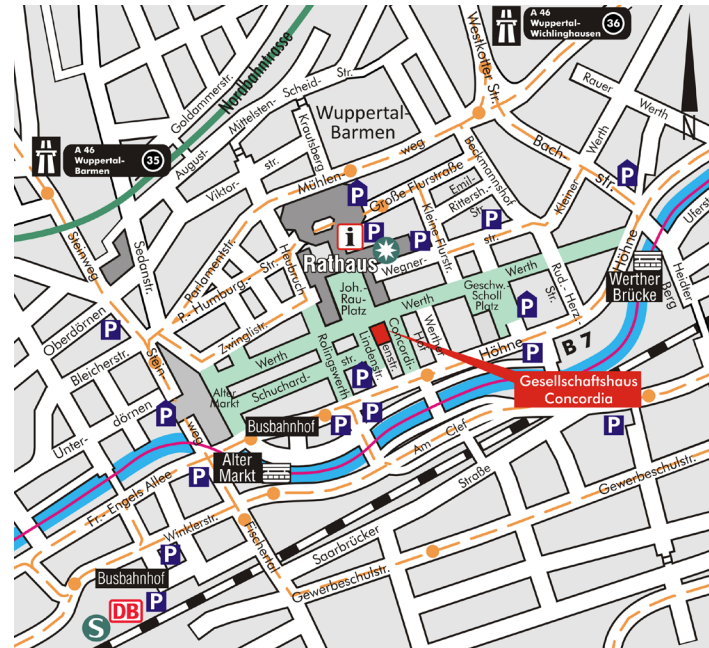 A 46
Wuppertal-
Wichlinghausen
36
A 46
Wuppertal-
Barmen
35
N
Nordbahntrasse
Goldammerstr.
Mittelsten-Scheid-Str.
August-
Viktor-
str.
Krautsberg
Wuppertal-
Barmen
Westkotter Str.
Rauer
Werth
Bach
str.
Werth
Kleiner
Beckmannshof
Mühlen
weg
Große Flurstraße
Emil-
Rittersh.-
Str.
Kleine Flurstr.
Uferstr.
Höhne
Steinweg
Sedanstr.
Parlamentstr.
P.-Humburg-
Str.
Heubruch
Zwinglistr.
P
P
P
P
P
i
Rathaus
Wegner-
str.
Joh.-
Rau-
Platz
Werth
Werth
Geschw.-
Scholl
Platz
Rud.-Herz-
Str.
Werther
Brücke
Heidter
Berg
Oberdörnen
P
Bleicherstr.
Stein-
weg
Werth
Alter
Markt
Schuchard-
str.
Rolingswerth
Lindenstr.
Concordi-
enstr.
Werther
Hof
Höhne
B 7
P
P
P
Gesellschaftshaus
Concordia
Unter-
dörnen
P
Busbahnhof
P
P
P
Alter
Markt
P
Am
Clef
Fr.-Engels Allee
Winklerstr.
Fischertal
Saarbrücker
Straße
Gewerbeschulstr.
Gewerbeschulstr.
P
Busbahnhof
P
DB
S